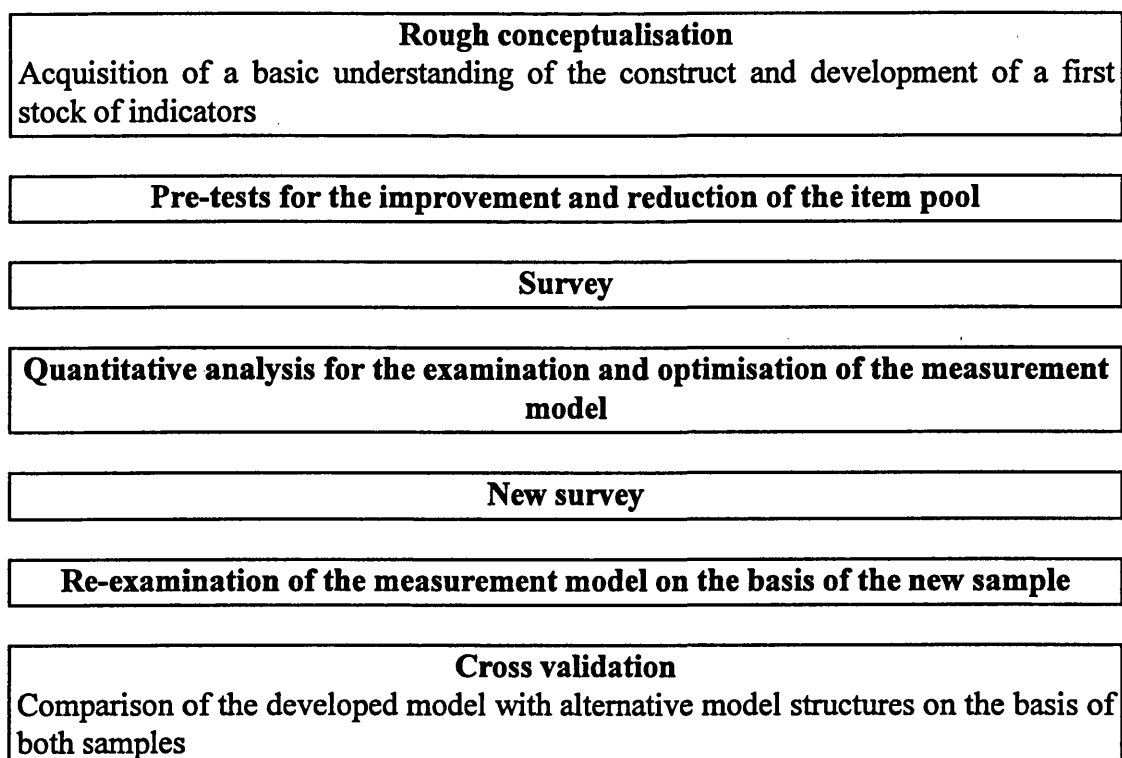 Rough conceptualisation
Acquisition of a basic understanding of the construct and development of a first
stock of indicators
Pre-tests for the improvement and reduction of the item pool
Survey
Quantitative analysis for the examination and optimisation of the measurement
model
New survey
Re-examination of the measurement model on the basis of the new sample
Cross validation
Comparison of the developed model with alternative model structures on the basis of
both samples